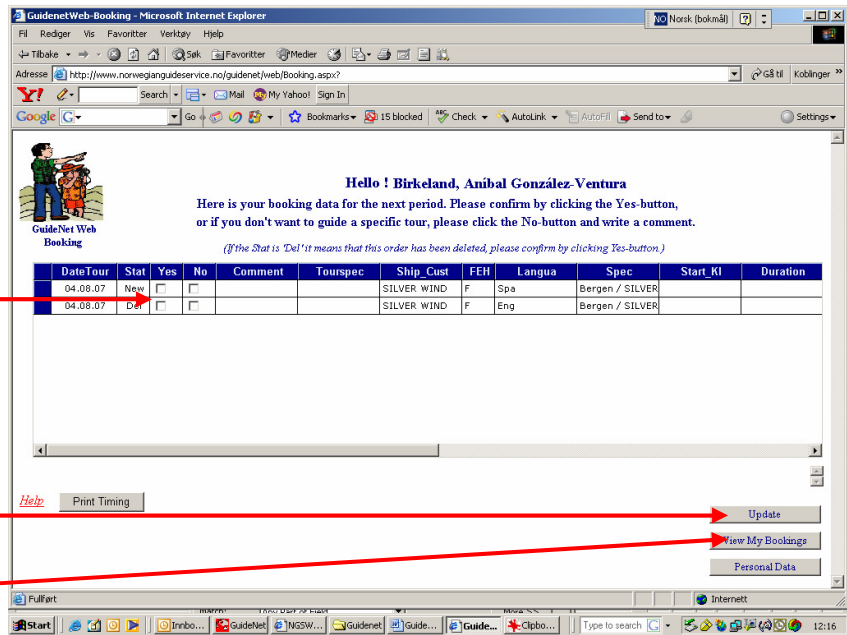 GuidenetWeb-Booking - Microsoft Internet Explorer
NO Norsk (bokmål)
Fil Rediger Vis Favoritter Verktøy Hjelp
Tilbake Søk Favoritter Medier
Adresse http://www.norwegianguideservice.no/guidenet/web/Booking.aspx? Gå til Koblinger »
Y! Search Mail My Yahoo! Sign In
Google G Go Bookmarks 15 blocked ABC Check AutoLink AutoFill Send to Settings
GuideNet Web
Booking
Hello ! Birkeland, Aníbal González-Ventura
Here is your booking data for the next period. Please confirm by clicking the Yes-button,
or if you don't want to guide a specific tour, please click the No-button and write a comment.
(If the Stat is 'Del' it means that this order has been deleted, please confirm by clicking Yes-button.)
DateTour Stat Yes No Comment Tourspec Ship_Cust FEH Langua Spec Start_Kl Duration
04.08.07 New SILVER WIND F Spa Bergen / SILVER
04.08.07 Del SILVER WIND F Eng Bergen / SILVER
Help Print Timing
Update
View My Bookings
Personal Data
Fullført Internett
Start Innbo... GuideNet NGSW... Guidenet Guide... Guide... Clipbo... Type to search 12:16